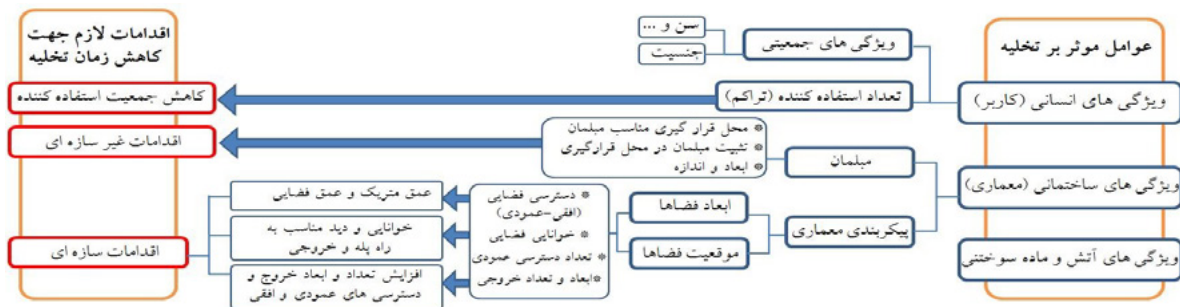 عوامل موثر بر تخلیه
ویژگی های انسانی (کاربر)
ویژگی های ساختمانی (معماری)
ویژگی های آتش و ماده سوختنی
ویژگی های جمعیتی
سن و ...
جنسیت
تعداد استفاده کننده (تراکم)
مبلمان
* محل قرار گیری مناسب مبلمان
* تثبیت مبلمان در محل قرارگیری
* ابعاد و اندازه
پیکربندی معماری
ابعاد فضاها
موقعیت فضاها
* دسترسی فضایی
(افقی-عمودی)
* خوانایی فضایی
* تعداد دسترسی عمودی
*ابعاد و تعداد خروجی
عمق متریک و عمق فضایی
خوانایی و دید مناسب به
راه پله و خروجی
افزایش تعداد و ابعاد خروج و
دسترسی های عمودی و افقی
اقدامات لازم جهت
کاهش زمان تخلیه
کاهش جمعیت استفاده کننده
اقدامات غیر سازه ای
اقدامات سازه ای